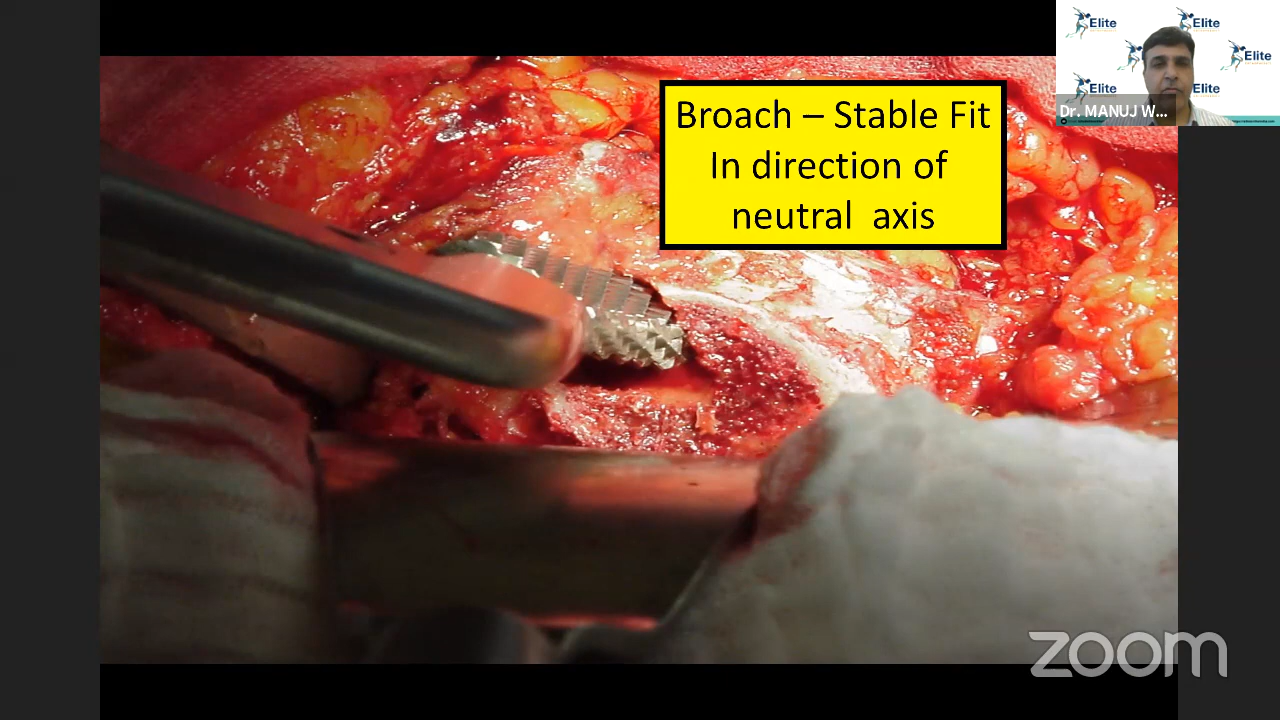 Broach – Stable Fit
In direction of
neutral axis
Elite
Elite
Elite
Elite
Elite
Dr. MANUJ W...
zoom